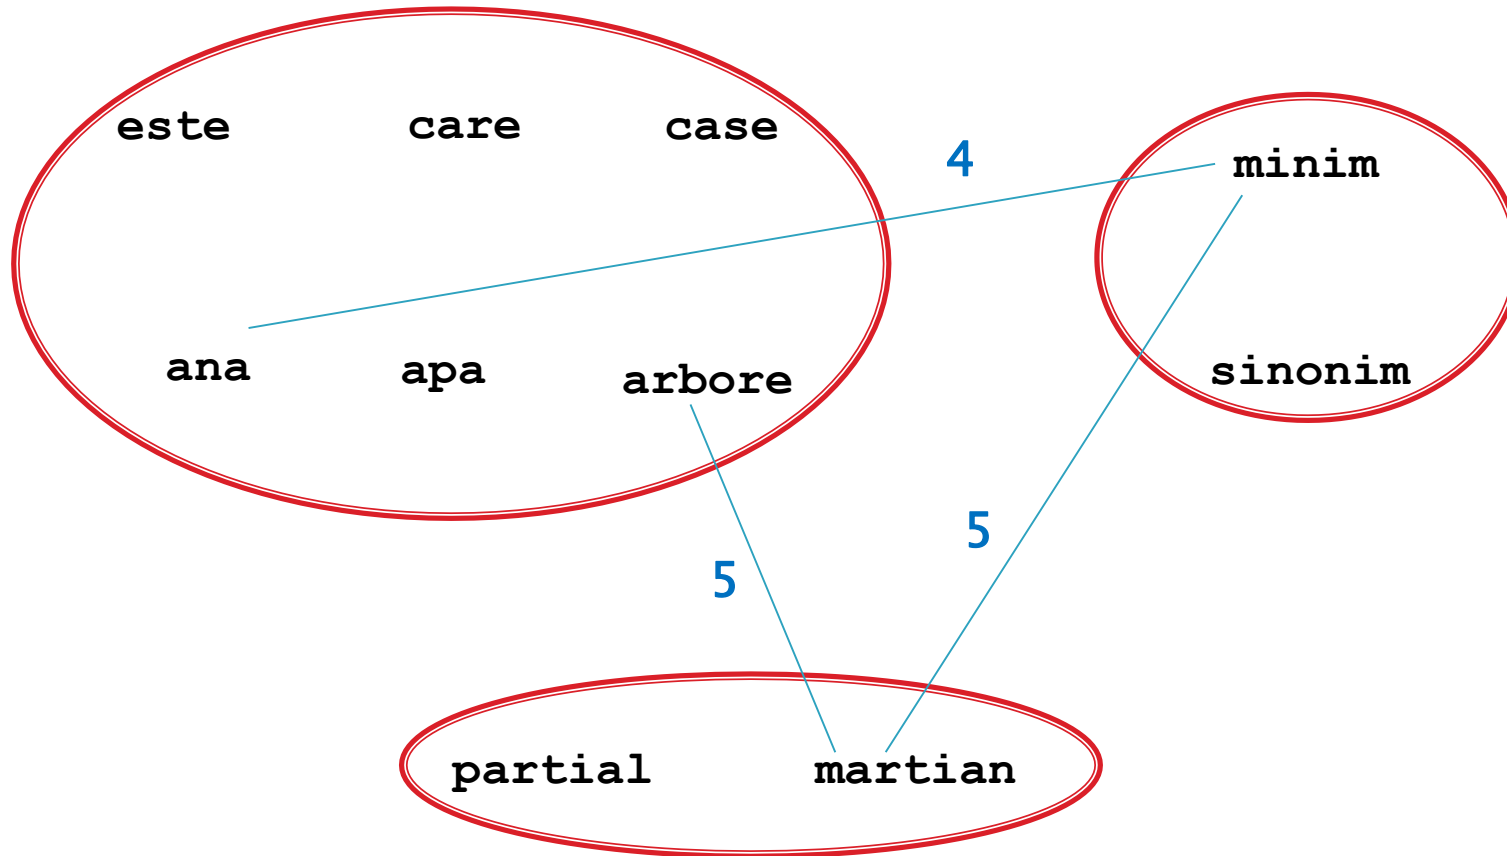 este care case
4
minim
ana apa arbore
sinonim
5
5
partial martian